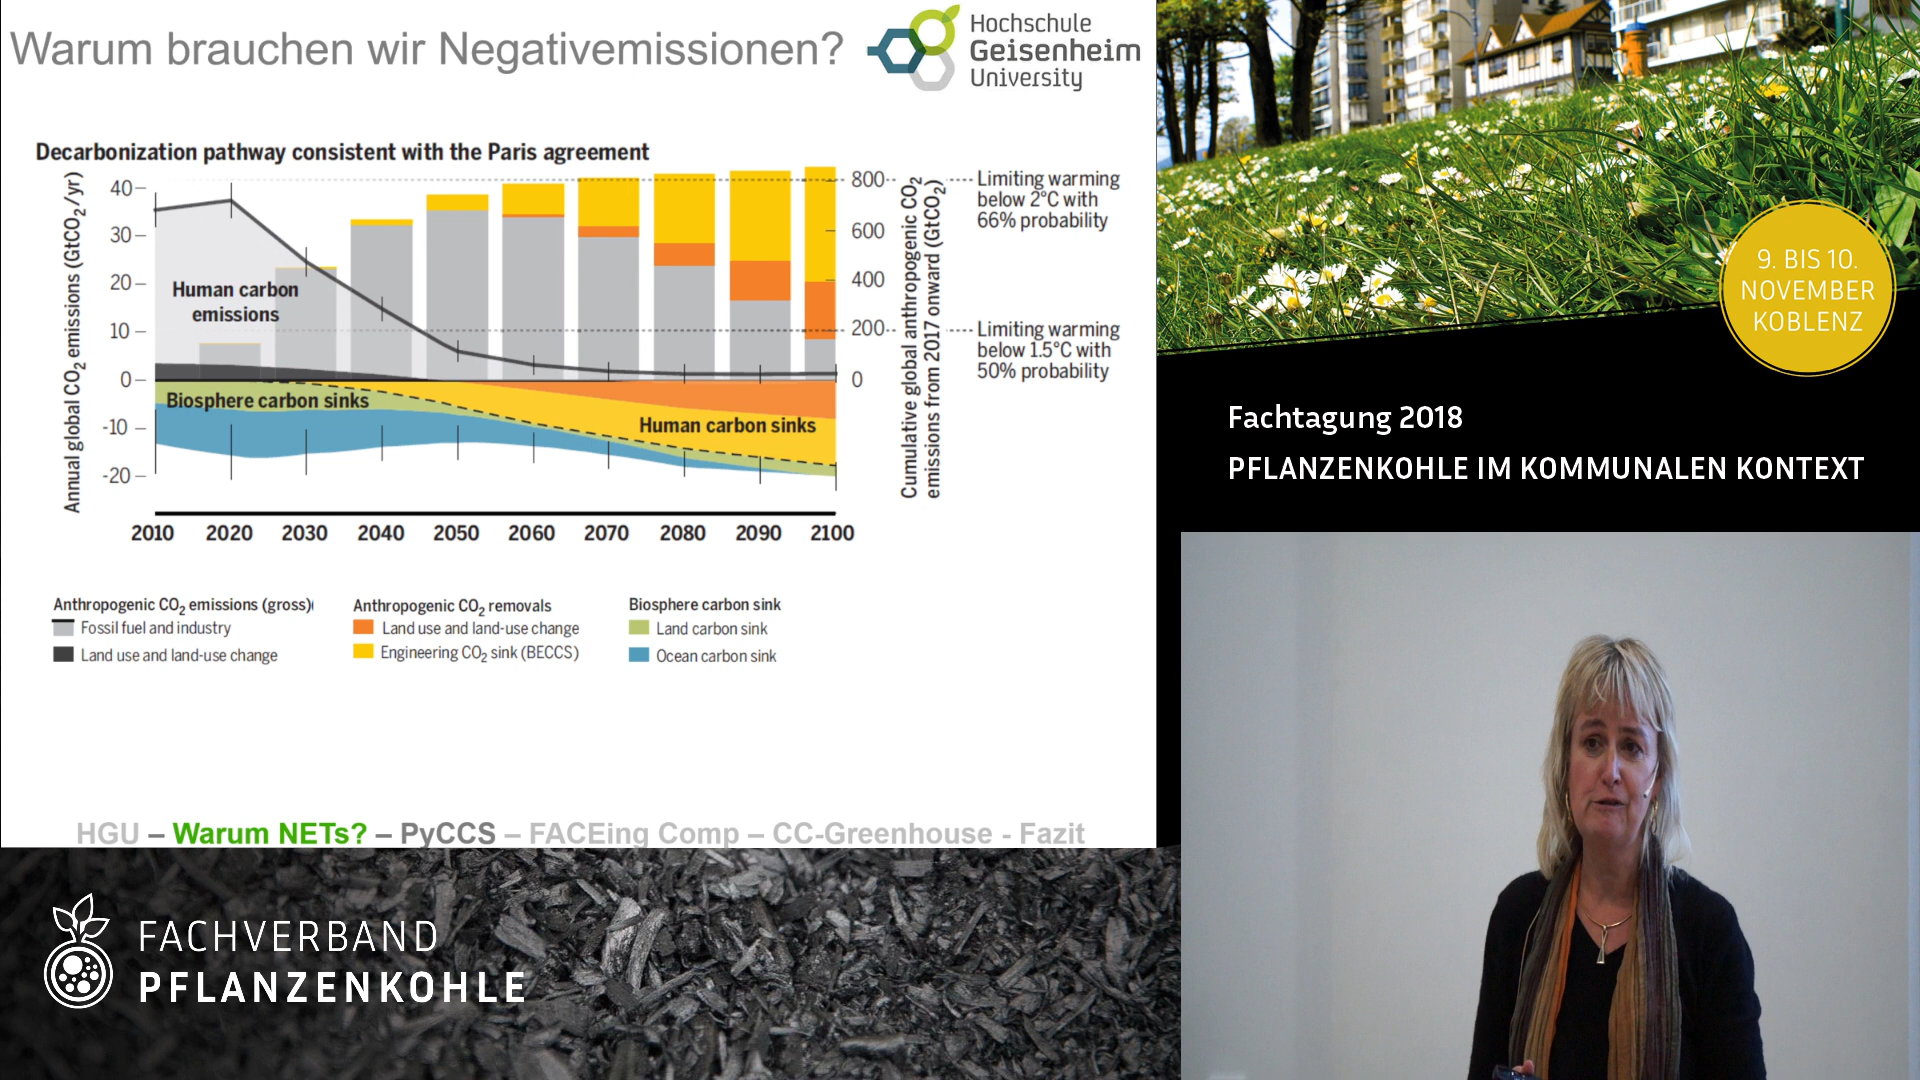 Warum brauchen wir Negativemissionen?
Hochschule
Geisenheim
University
Decarbonization pathway consistent with the Paris agreement
Annual global CO2 emissions (GtCO2/yr)
40
30
20
10
0
-10
-20
Human carbon
emissions
Biosphere carbon sinks
Human carbon sinks
800
600
400
200
0
Cumulative global anthropogenic CO2
emissions from 2017 onward (GtCO2)
Limiting warming
below 2°C with
66% probability
Limiting warming
below 1.5°C with
50% probability
2010 2020 2030 2040 2050 2060 2070 2080 2090 2100
Anthropogenic CO2 emissions (gross)
Fossil fuel and industry
Land use and land-use change
Anthropogenic CO2 removals
Land use and land-use change
Engineering CO2 sink (BECCS)
Biosphere carbon sink
Land carbon sink
Ocean carbon sink
HGU – Warum NETs? – PyCCS – FACEing Comp – CC-Greenhouse - Fazit
9. BIS 10.
NOVEMBER
KOBLENZ
Fachtagung 2018
PFLANZENKOHLE IM KOMMUNALEN KONTEXT
FACHVERBAND
PFLANZENKOHLE